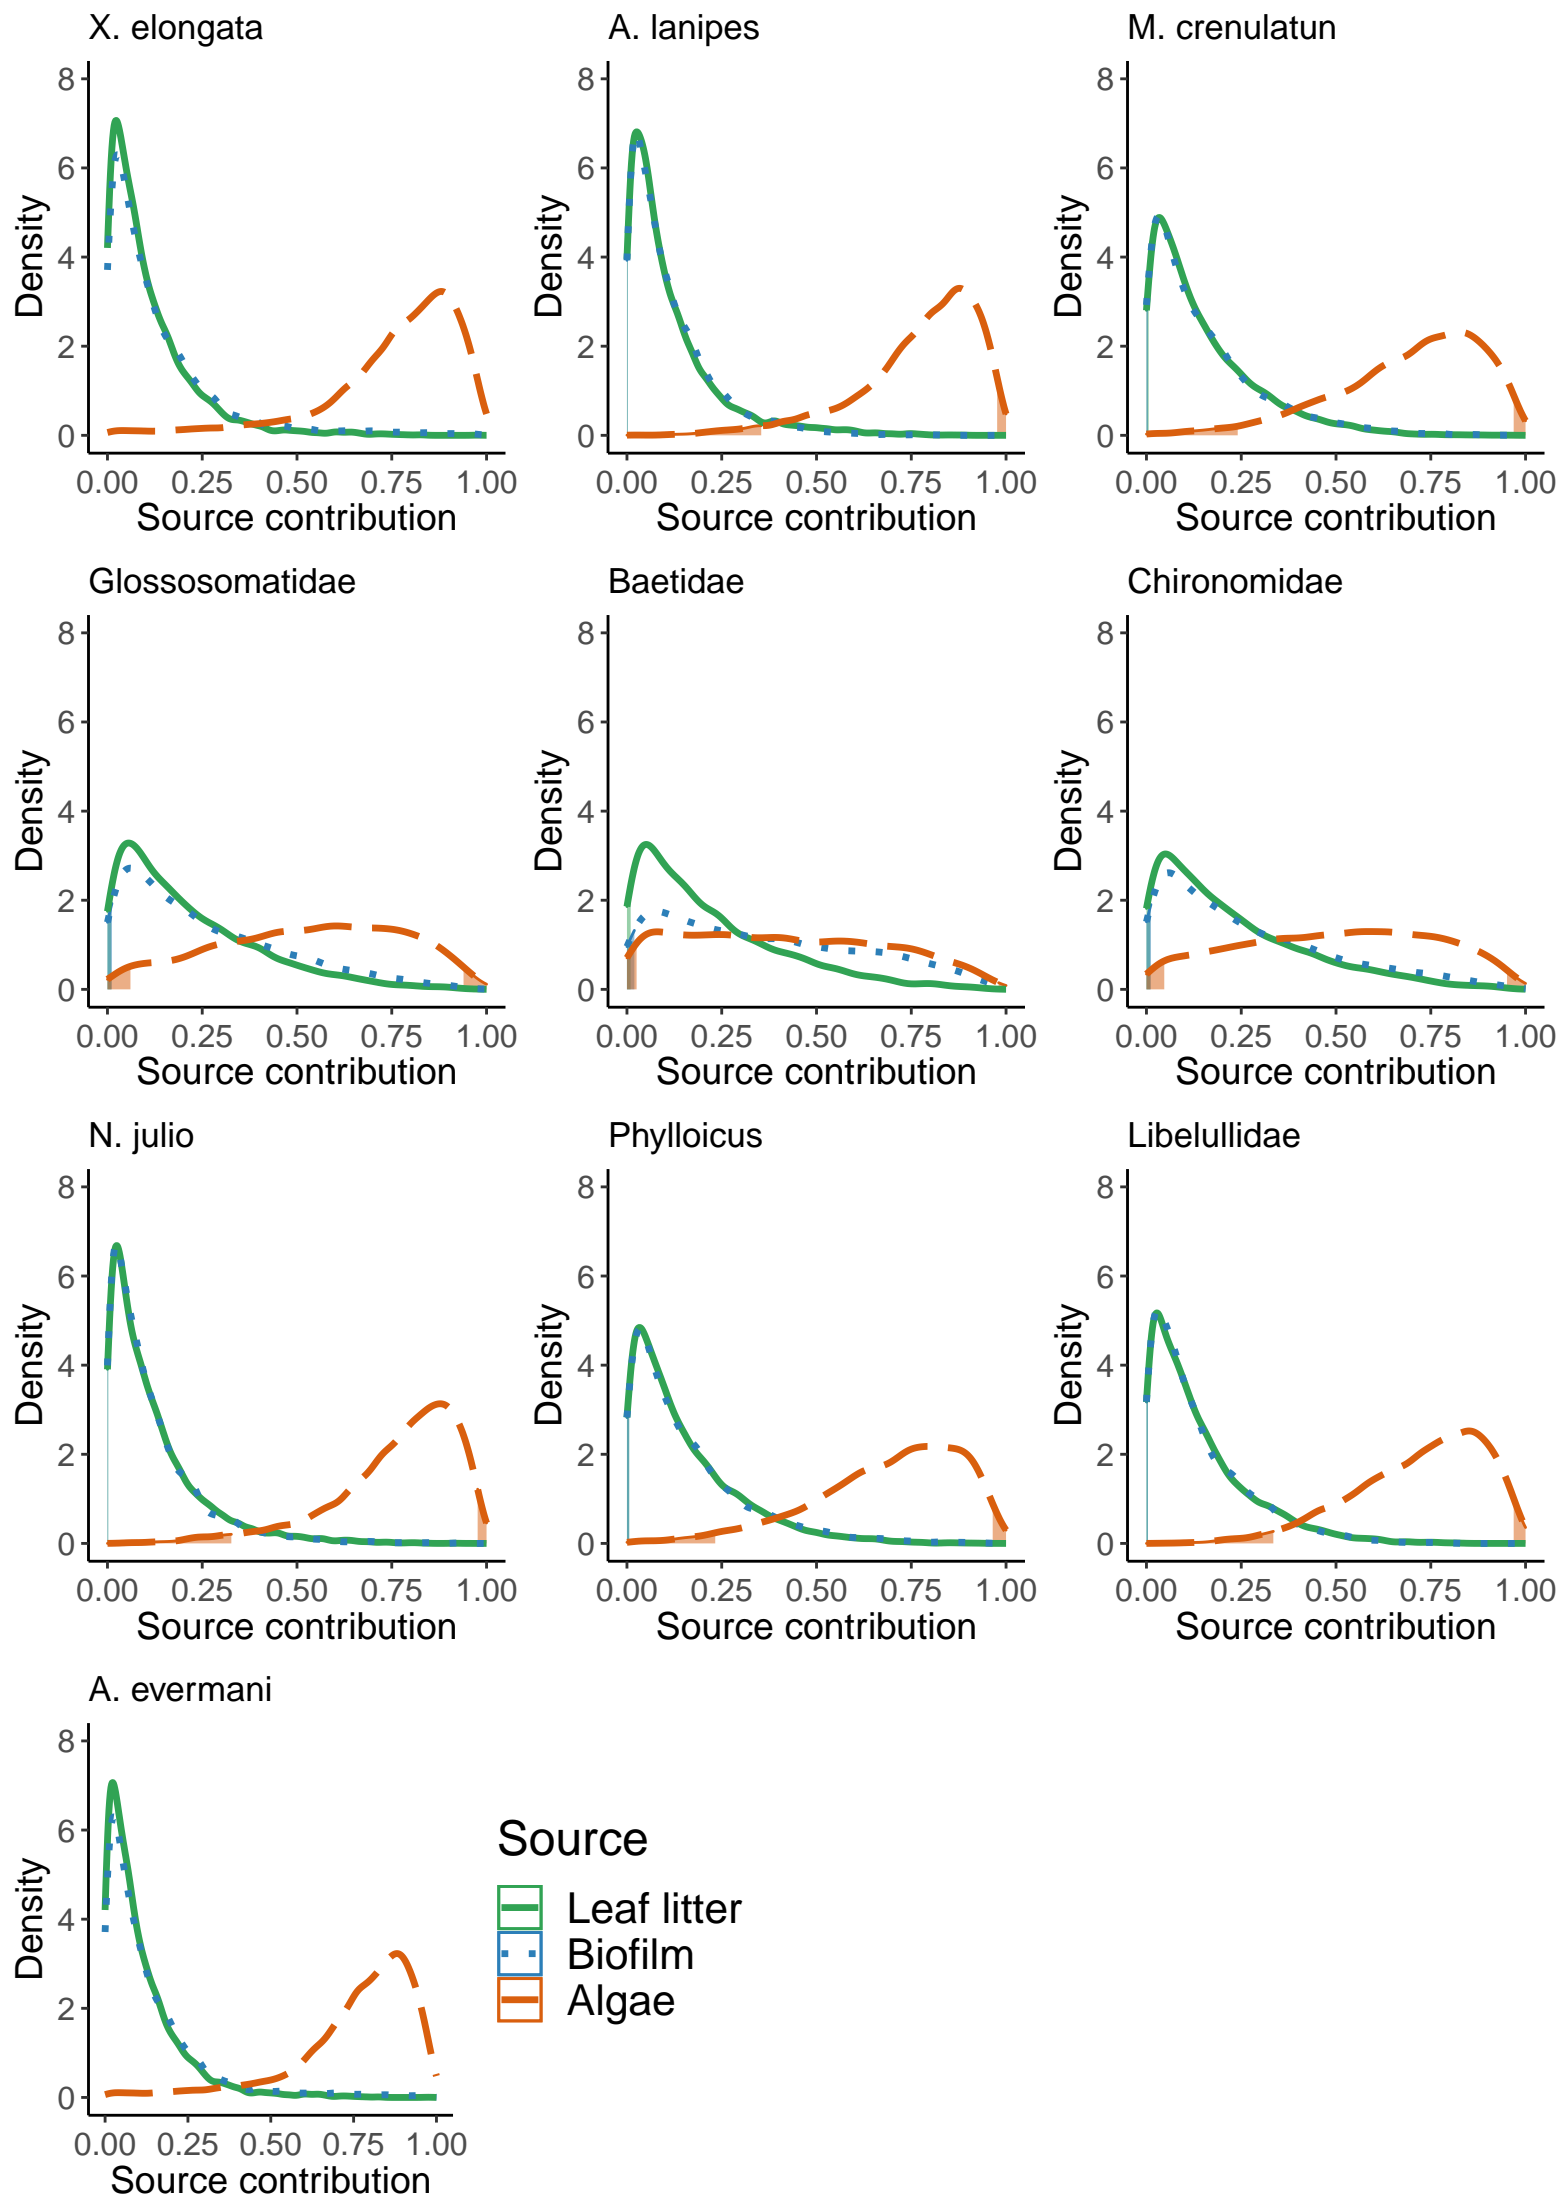 X. elongata
A. lanipes
M. crenulatun
Density
8
6
4
2
0
0.00 0.25 0.50 0.75 1.00
Source contribution
Density
8
6
4
2
0
0.00 0.25 0.50 0.75 1.00
Source contribution
Density
8
6
4
2
0
0.00 0.25 0.50 0.75 1.00
Source contribution
Glossosomatidae
Baetidae
Chironomidae
Density
8
6
4
2
0
0.00 0.25 0.50 0.75 1.00
Source contribution
Density
8
6
4
2
0
0.00 0.25 0.50 0.75 1.00
Source contribution
Density
8
6
4
2
0
0.00 0.25 0.50 0.75 1.00
Source contribution
N. julio
Phylloicus
Libelullidae
Density
8
6
4
2
0
0.00 0.25 0.50 0.75 1.00
Source contribution
Density
8
6
4
2
0
0.00 0.25 0.50 0.75 1.00
Source contribution
Density
8
6
4
2
0
0.00 0.25 0.50 0.75 1.00
Source contribution
A. evermani
Density
8
6
4
2
0
0.00 0.25 0.50 0.75 1.00
Source contribution
Source
Leaf litter
Biofilm
Algae